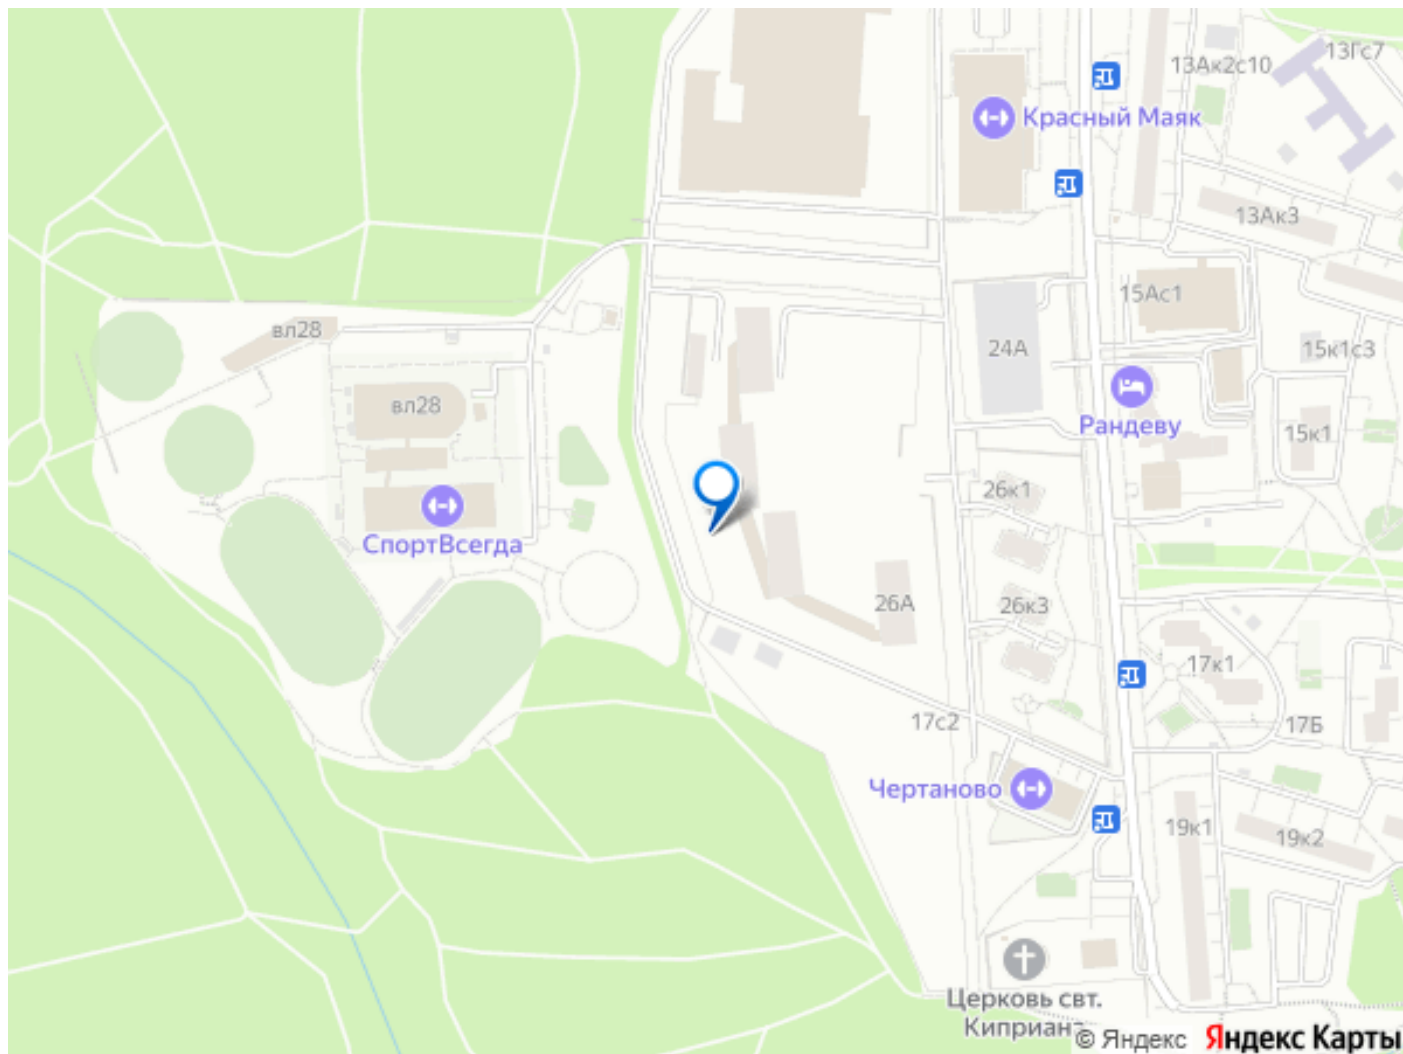 13Гс7
13Ак2с10
Красный Маяк
13Ак3
15Ас1
вл28
24А
15к1с3
вл28
Рандеву
15к1
26к1
СпортВсегда
26А
26к3
17к1
17с2
17Б
Чертаново
19к1
19к2
Церковь свт.
Киприана
© Яндекс Яндекс Карты